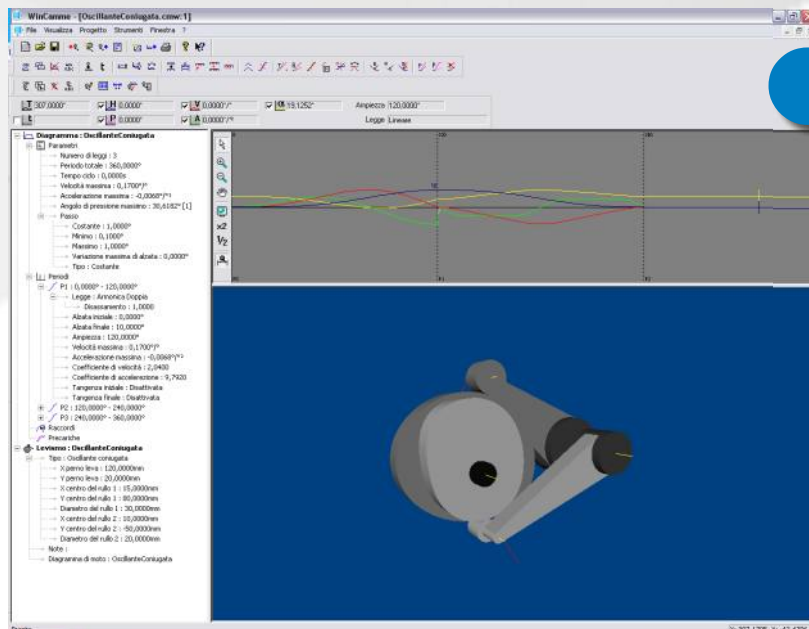 WinCamme - [OscillanteConiugata.cmw:1]
File Visualizza Progetto Strumenti Finestra ?
T 307,0000° H 0,0000° V 0,0000°/° α 19,1252° Ampiezza 120,0000°
t P 0,0000° A 0,0000°/°² Legge Lineare
Diagramma : OscillanteConiugata
Parametri
Numero di leggi : 3
Periodo totale : 360,0000°
Tempo ciclo : 0,0000s
Velocità massima : 0,1700°/°
Accelerazione massima : -0,0068°/°²
Angolo di pressione massimo : 30,6182° [1]
Passo
Costante : 1,0000°
Minimo : 0,1000°
Massimo : 1,0000°
Variazione massima di alzata : 0,0000°
Tipo : Costante
Periodi
P1 : 0,0000° - 120,0000°
Legge : Armonica Doppia
Disassamento : 1,0000
Alzata iniziale : 0,0000°
Alzata finale : 10,0000°
Ampiezza : 120,0000°
Velocità massima : 0,1700°/°
Accelerazione massima : -0,0068°/°²
Coefficiente di velocità : 2,0400
Coefficiente di accelerazione : 9,7920
Tangenza iniziale : Disattivata
Tangenza finale : Disattivata
P2 : 120,0000° - 240,0000°
P3 : 240,0000° - 360,0000°
Raccordi
Precariche
Levismo : OscillanteConiugata
Tipo : Oscillante coniugata
X perno leva : 120,0000mm
Y perno leva : 20,0000mm
X centro del rullo 1 : 15,0000mm
Y centro del rullo 1 : 80,0000mm
Diametro del rullo 1 : 30,0000mm
X centro del rullo 2 : 10,0000mm
Y centro del rullo 2 : -50,0000mm
Diametro del rullo 2 : 20,0000mm
Note :
Diagramma di moto : OscillanteConiugata
x2
1/2